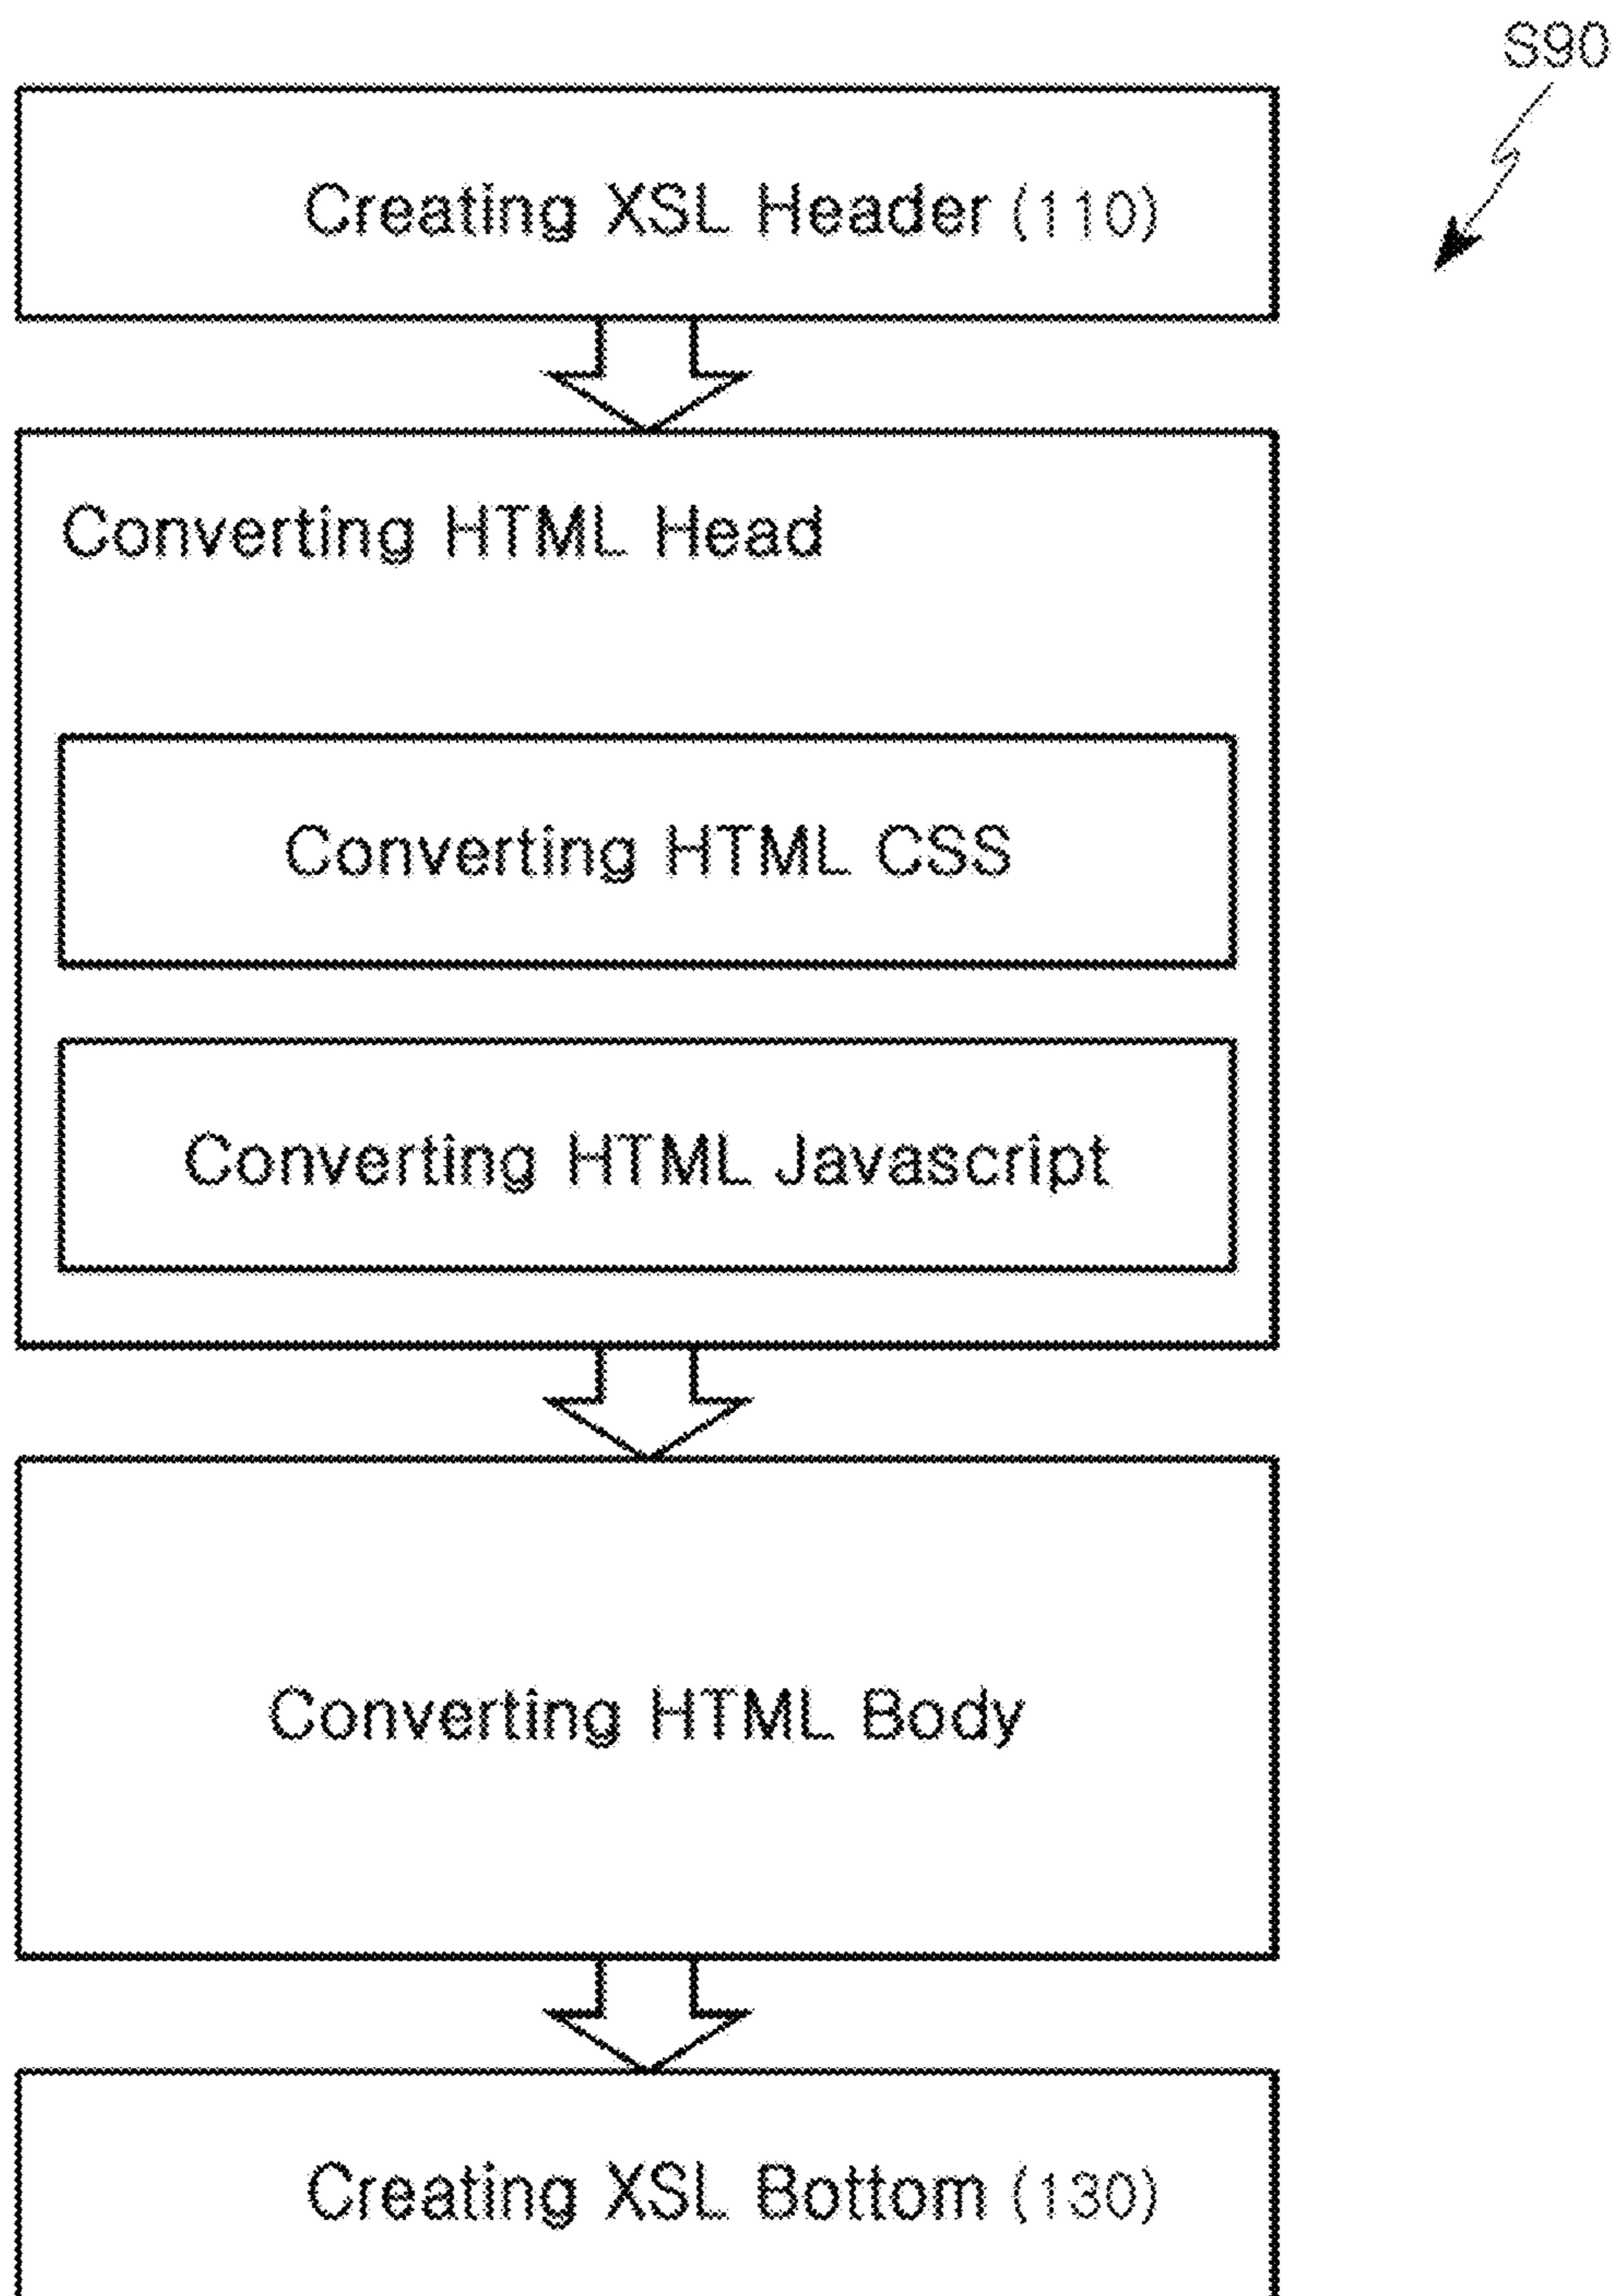 S90
Creating XSL Header (110)
Converting HTML Head
Converting HTML CSS
Converting HTML Javascript
Converting HTML Body
Creating XSL Bottom (130)